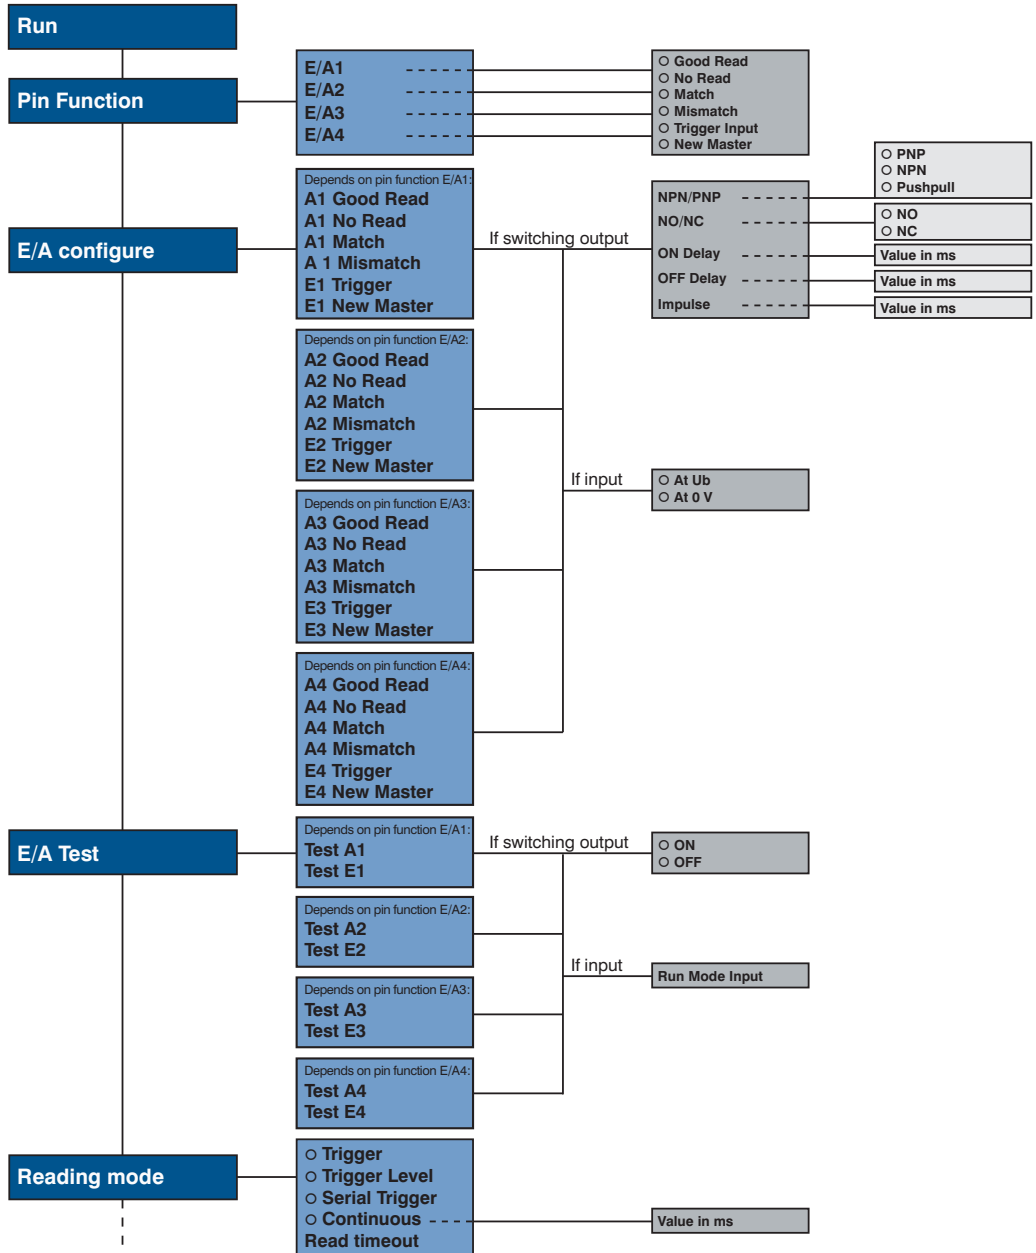 Run
Pin Function
E/A1
E/A2
E/A3
E/A4
○ Good Read
○ No Read
○ Match
○ Mismatch
○ Trigger Input
○ New Master
E/A configure
Depends on pin function E/A1:
A1 Good Read
A1 No Read
A1 Match
A 1 Mismatch
E1 Trigger
E1 New Master
If switching output
NPN/PNP
NO/NC
ON Delay
OFF Delay
Impulse
○ PNP
○ NPN
○ Pushpull
○ NO
○ NC
Value in ms
Value in ms
Value in ms
Depends on pin function E/A2:
A2 Good Read
A2 No Read
A2 Match
A2 Mismatch
E2 Trigger
E2 New Master
If input
○ At Ub
○ At 0 V
Depends on pin function E/A3:
A3 Good Read
A3 No Read
A3 Match
A3 Mismatch
E3 Trigger
E3 New Master
Depends on pin function E/A4:
A4 Good Read
A4 No Read
A4 Match
A4 Mismatch
E4 Trigger
E4 New Master
E/A Test
Depends on pin function E/A1:
Test A1
Test E1
If switching output
○ ON
○ OFF
Depends on pin function E/A2:
Test A2
Test E2
If input
Run Mode Input
Depends on pin function E/A3:
Test A3
Test E3
Depends on pin function E/A4:
Test A4
Test E4
Reading mode
○ Trigger
○ Trigger Level
○ Serial Trigger
○ Continuous
Read timeout
Value in ms